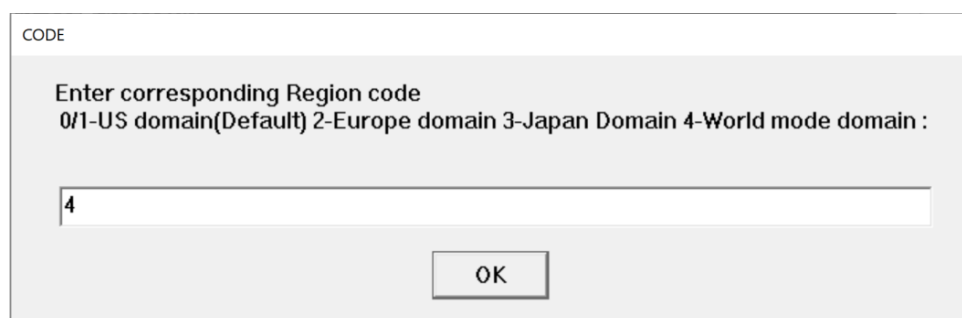 CODE
Enter corresponding Region code
0/1-US domain(Default) 2-Europe domain 3-Japan Domain 4-World mode domain :
4
OK